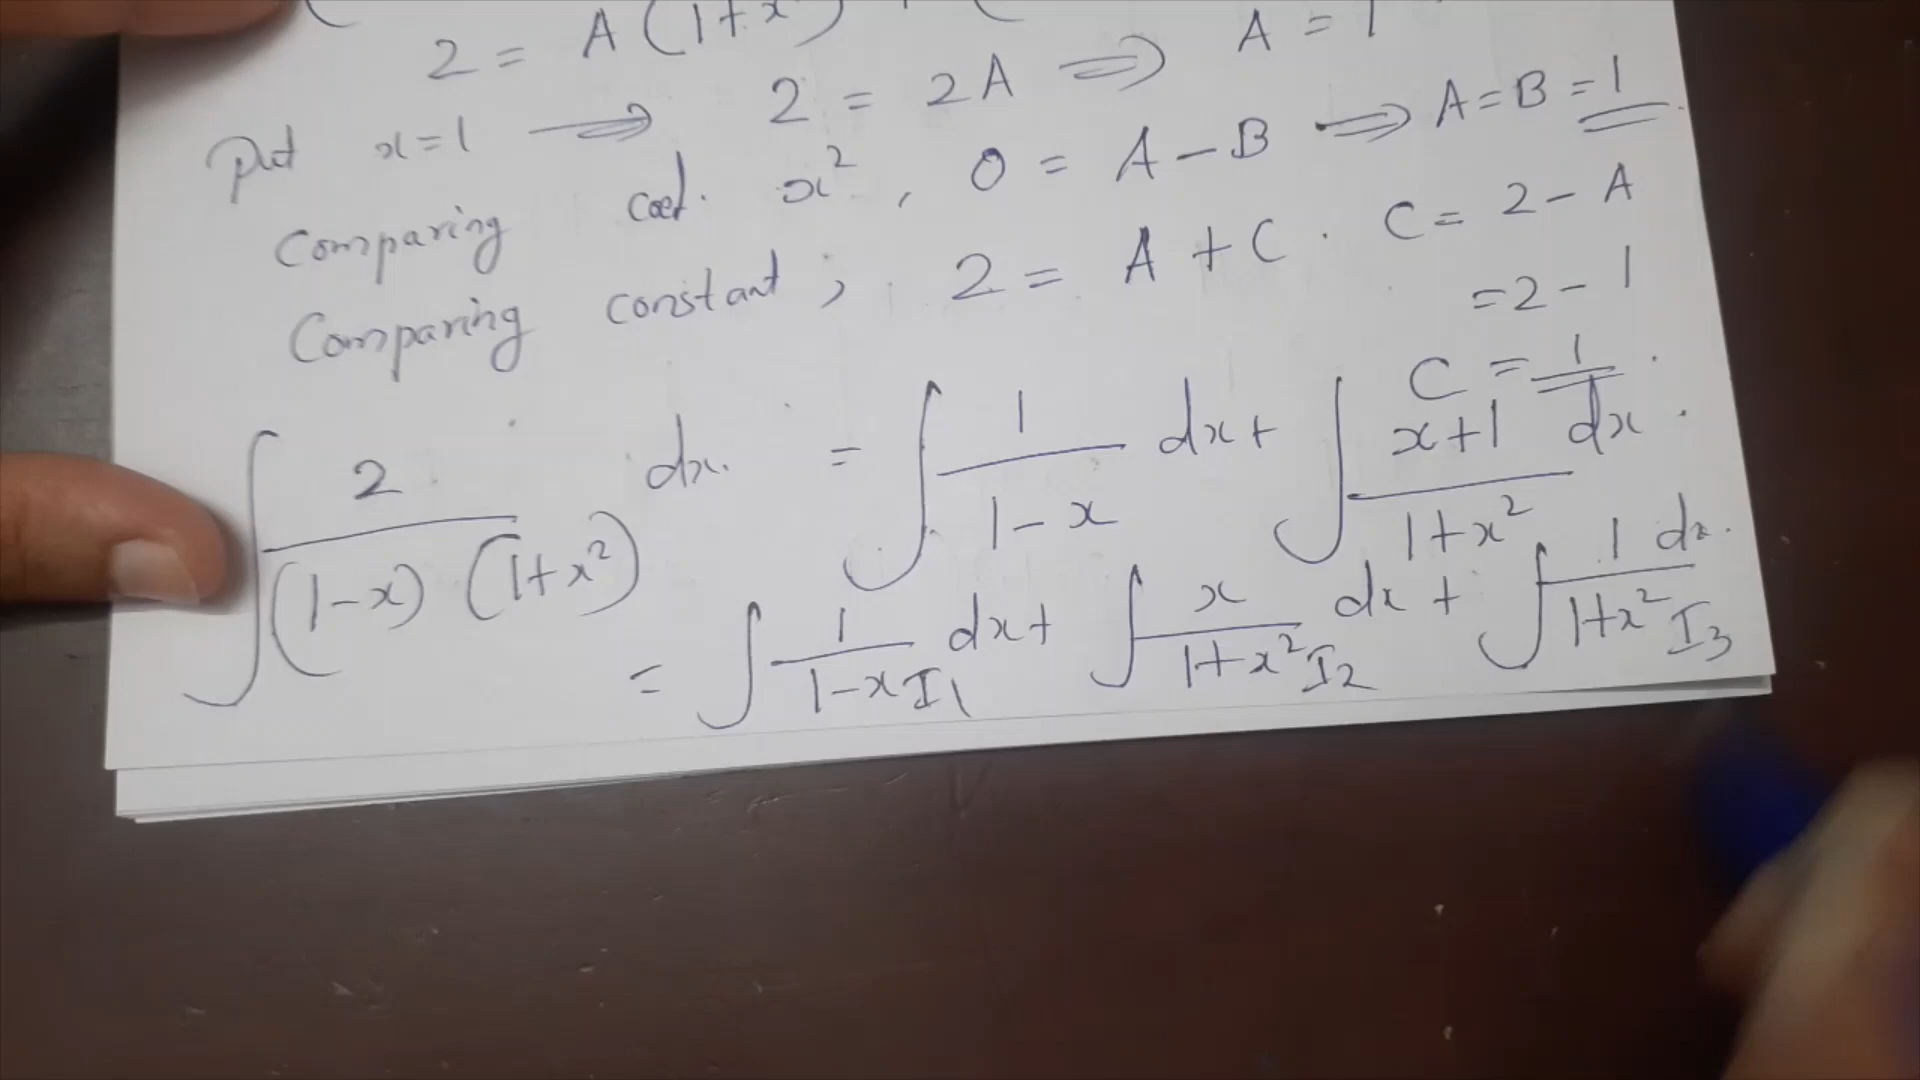 2 = A(1+x
Put x=1 ⟹ 2 = 2A ⟹ A = 1
Comparing coef. x², 0 = A - B ⟹ A = B = 1
Comparing constant, 2 = A + C. C = 2 - A
= 2 - 1
C = 1
∫ 2/((1-x)(1+x²)) dx. = ∫ 1/(1-x) dx + ∫ (x+1)/(1+x²) dx.
= ∫ 1/(1-x) dx + ∫ x/(1+x²) dx + ∫ 1/(1+x²) dx.
I₁ I₂ I₃